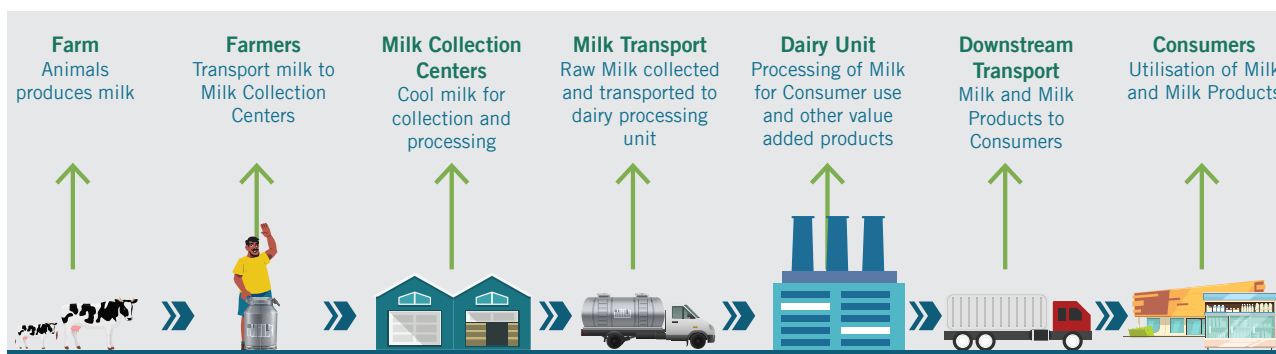 Farm
Animals
produces milk
Farmers
Transport milk to
Milk Collection
Centers
Milk Collection
Centers
Cool milk for
collection and
processing
Milk Transport
Raw Milk collected
and transported to
dairy processing
unit
Dairy Unit
Processing of Milk
for Consumer use
and other value
added products
Downstream
Transport
Milk and Milk
Products to
Consumers
Consumers
Utilisation of Milk
and Milk Products